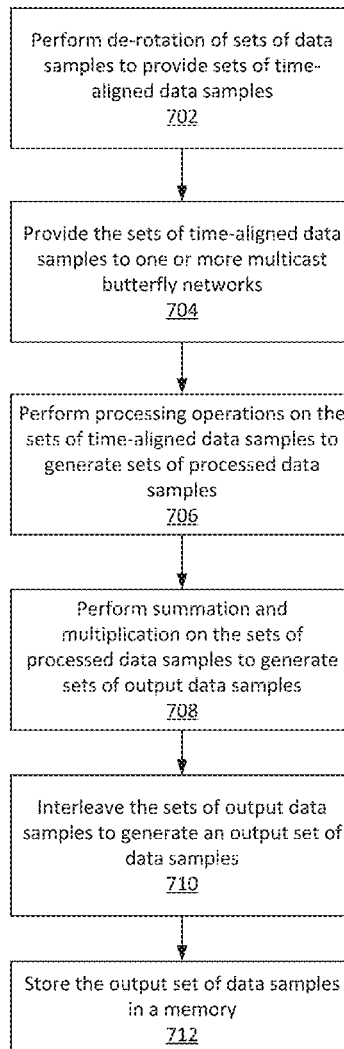 Perform de-rotation of sets of data
samples to provide sets of time-
aligned data samples
702
Provide the sets of time-aligned data
samples to one or more multicast
butterfly networks
704
Perform processing operations on the
sets of time-aligned data samples to
generate sets of processed data
samples
706
Perform summation and
multiplication on the sets of
processed data samples to generate
sets of output data samples
708
Interleave the sets of output data
samples to generate an output set of
data samples
710
Store the output set of data samples
in a memory
712